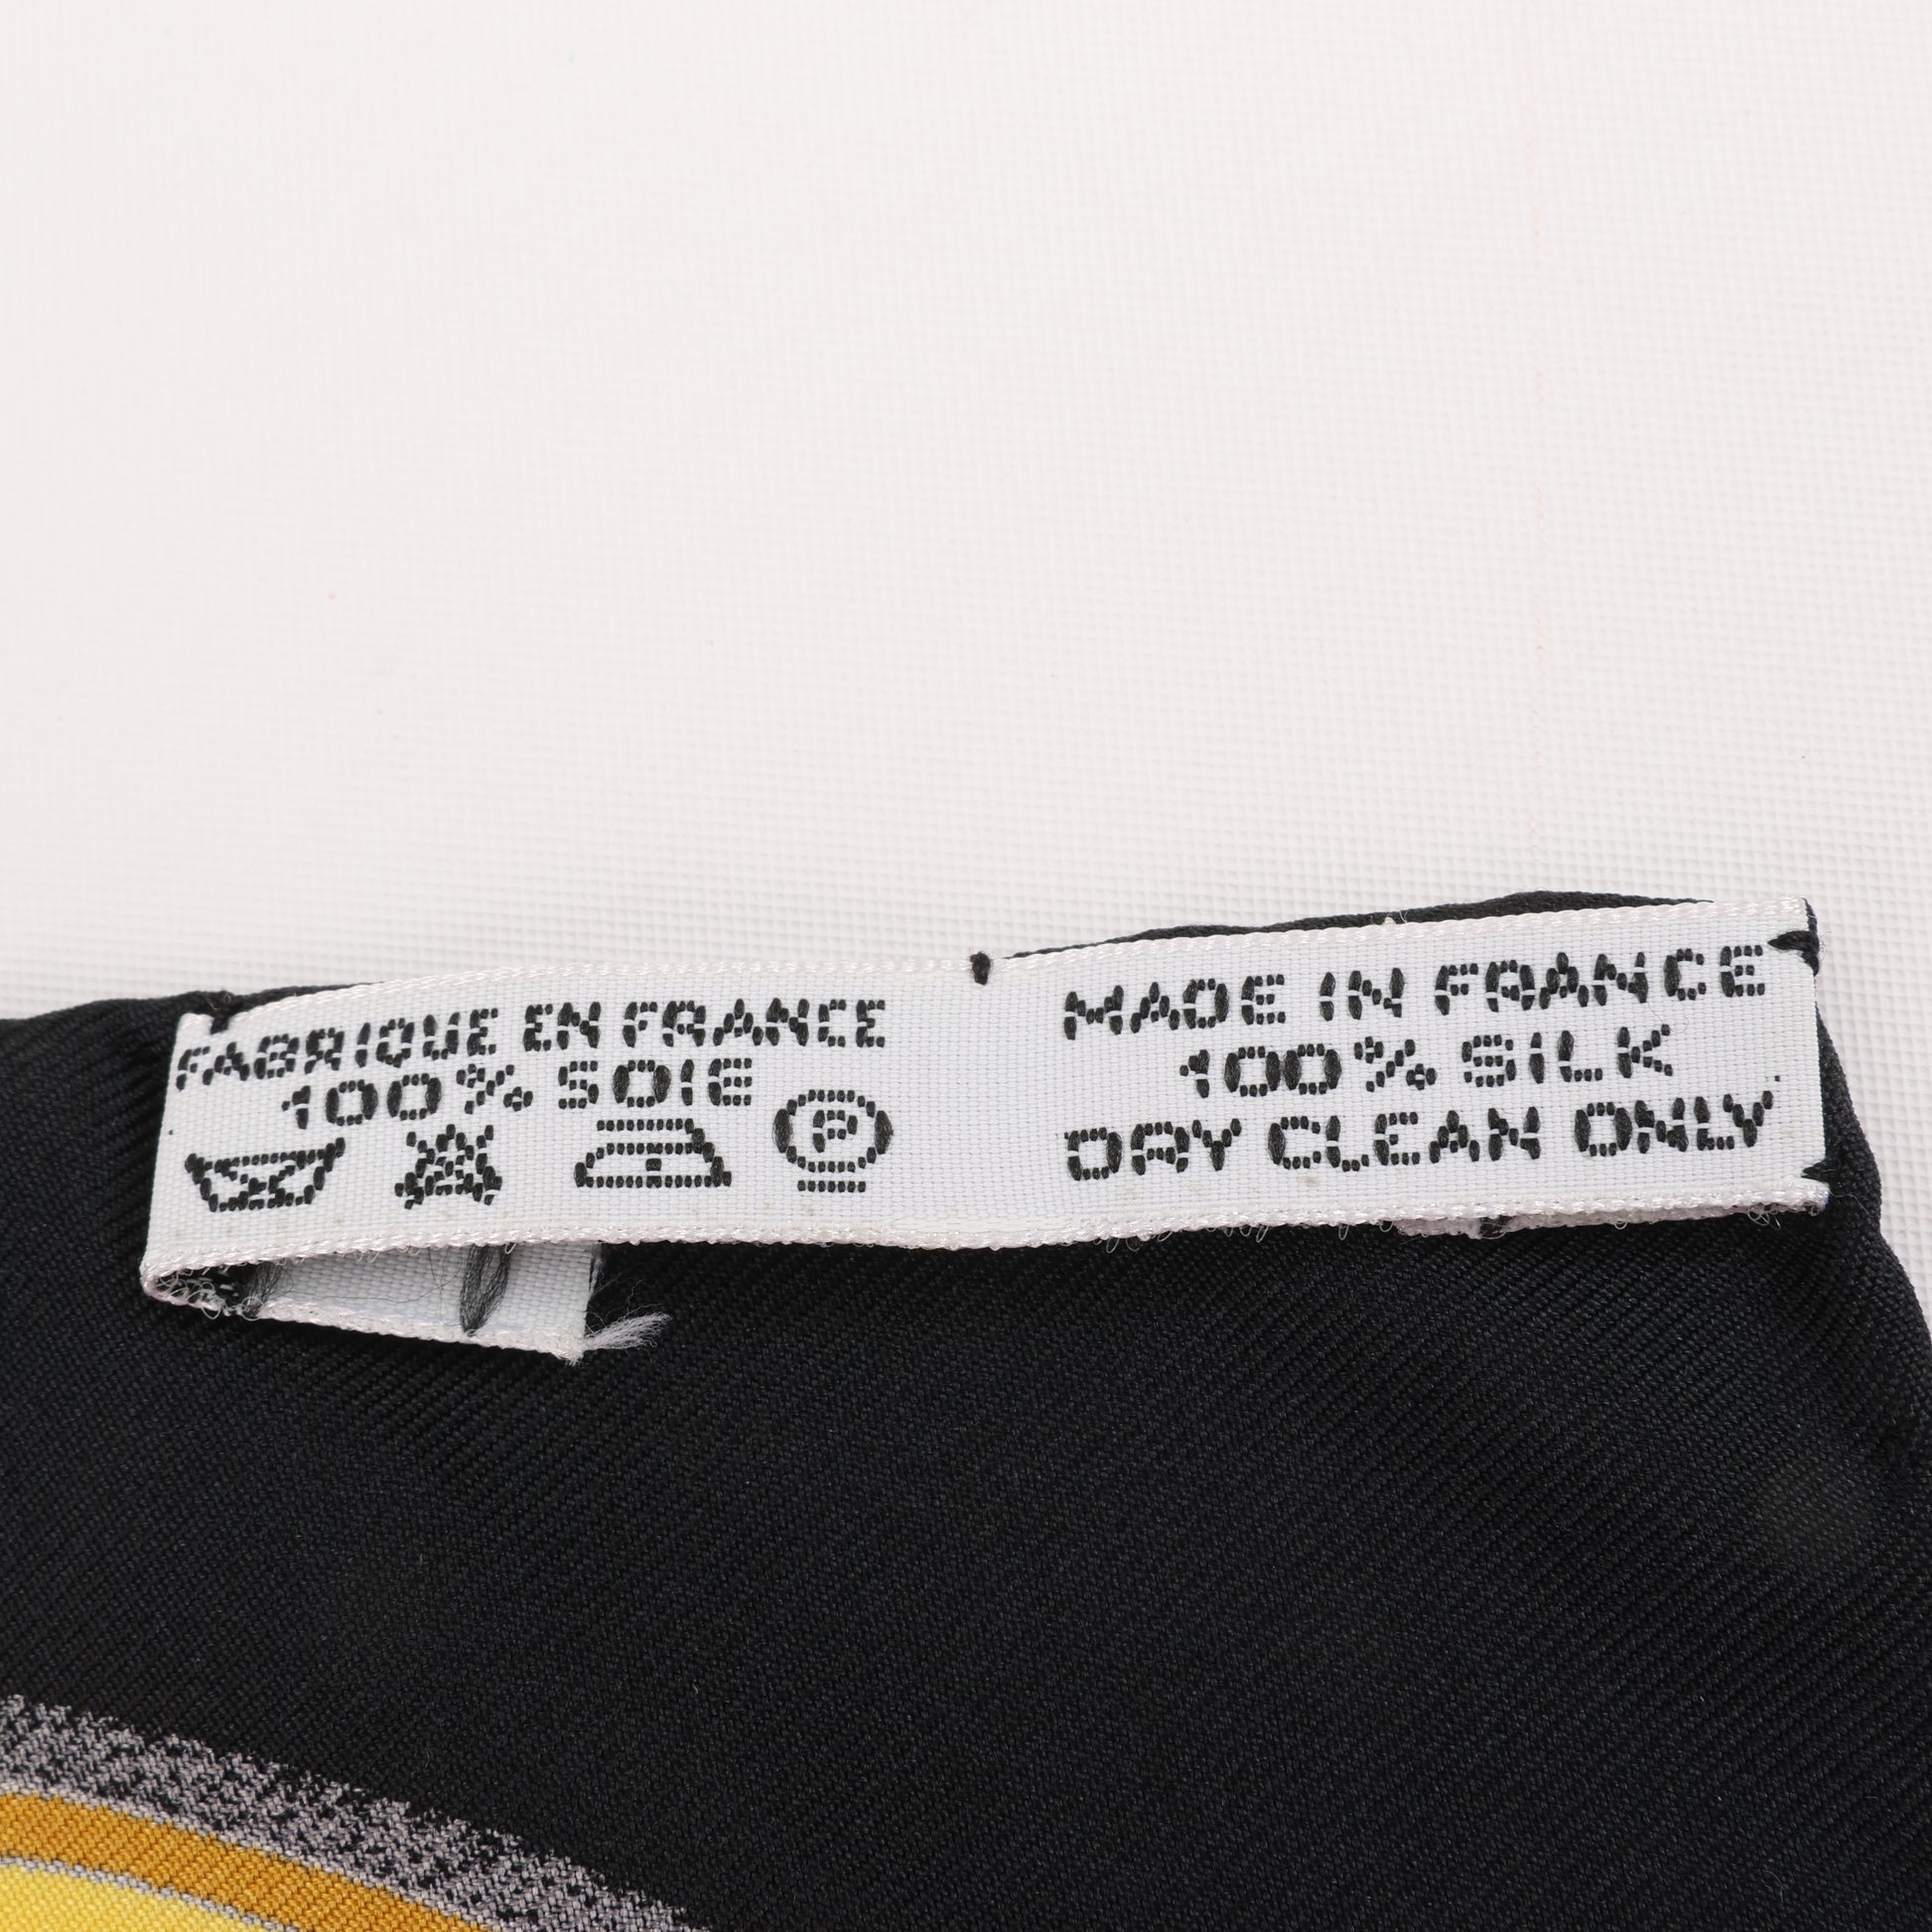 FABRIQUE EN FRANCE
100% SOIE
P
MADE IN FRANCE
100% SILK
DRY CLEAN ONLY